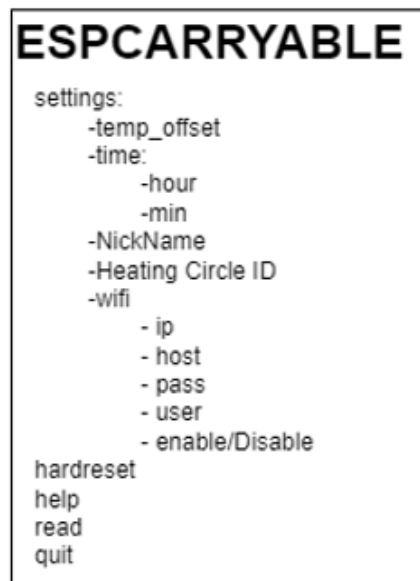 ESPCARRYABLE
settings:
-temp_offset
-time:
-hour
-min
-NickName
-Heating Circle ID
-wifi
- ip
- host
- pass
- user
- enable/Disable
hardreset
help
read
quit